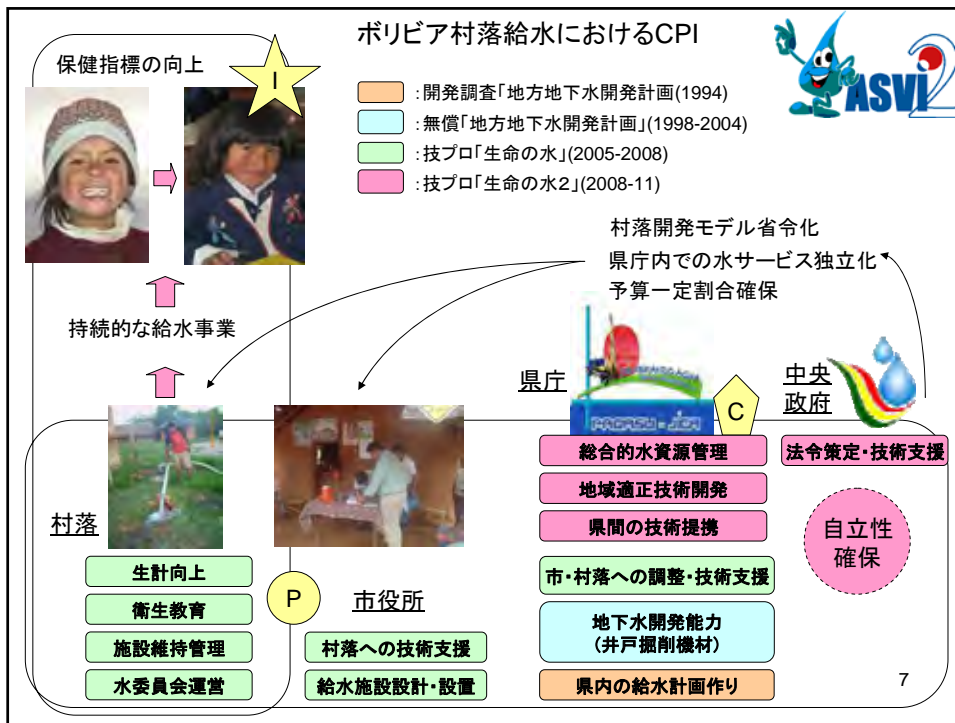 ボリビア村落給水におけるCPI
保健指標の向上
I
ASVI2
:開発調査「地方地下水開発計画(1994)
:無償「地方地下水開発計画」(1998-2004)
:技プロ「生命の水」(2005-2008)
:技プロ「生命の水2」(2008-11)
村落開発モデル省令化
県庁内での水サービス独立化
予算一定割合確保
持続的な給水事業
県庁
PROASU - JICA
C
中央
政府
総合的水資源管理
法令策定・技術支援
地域適正技術開発
県間の技術提携
自立性
確保
村落
生計向上
市・村落への調整・技術支援
衛生教育
P
市役所
地下水開発能力
(井戸掘削機材)
施設維持管理
村落への技術支援
水委員会運営
給水施設設計・設置
県内の給水計画作り
7